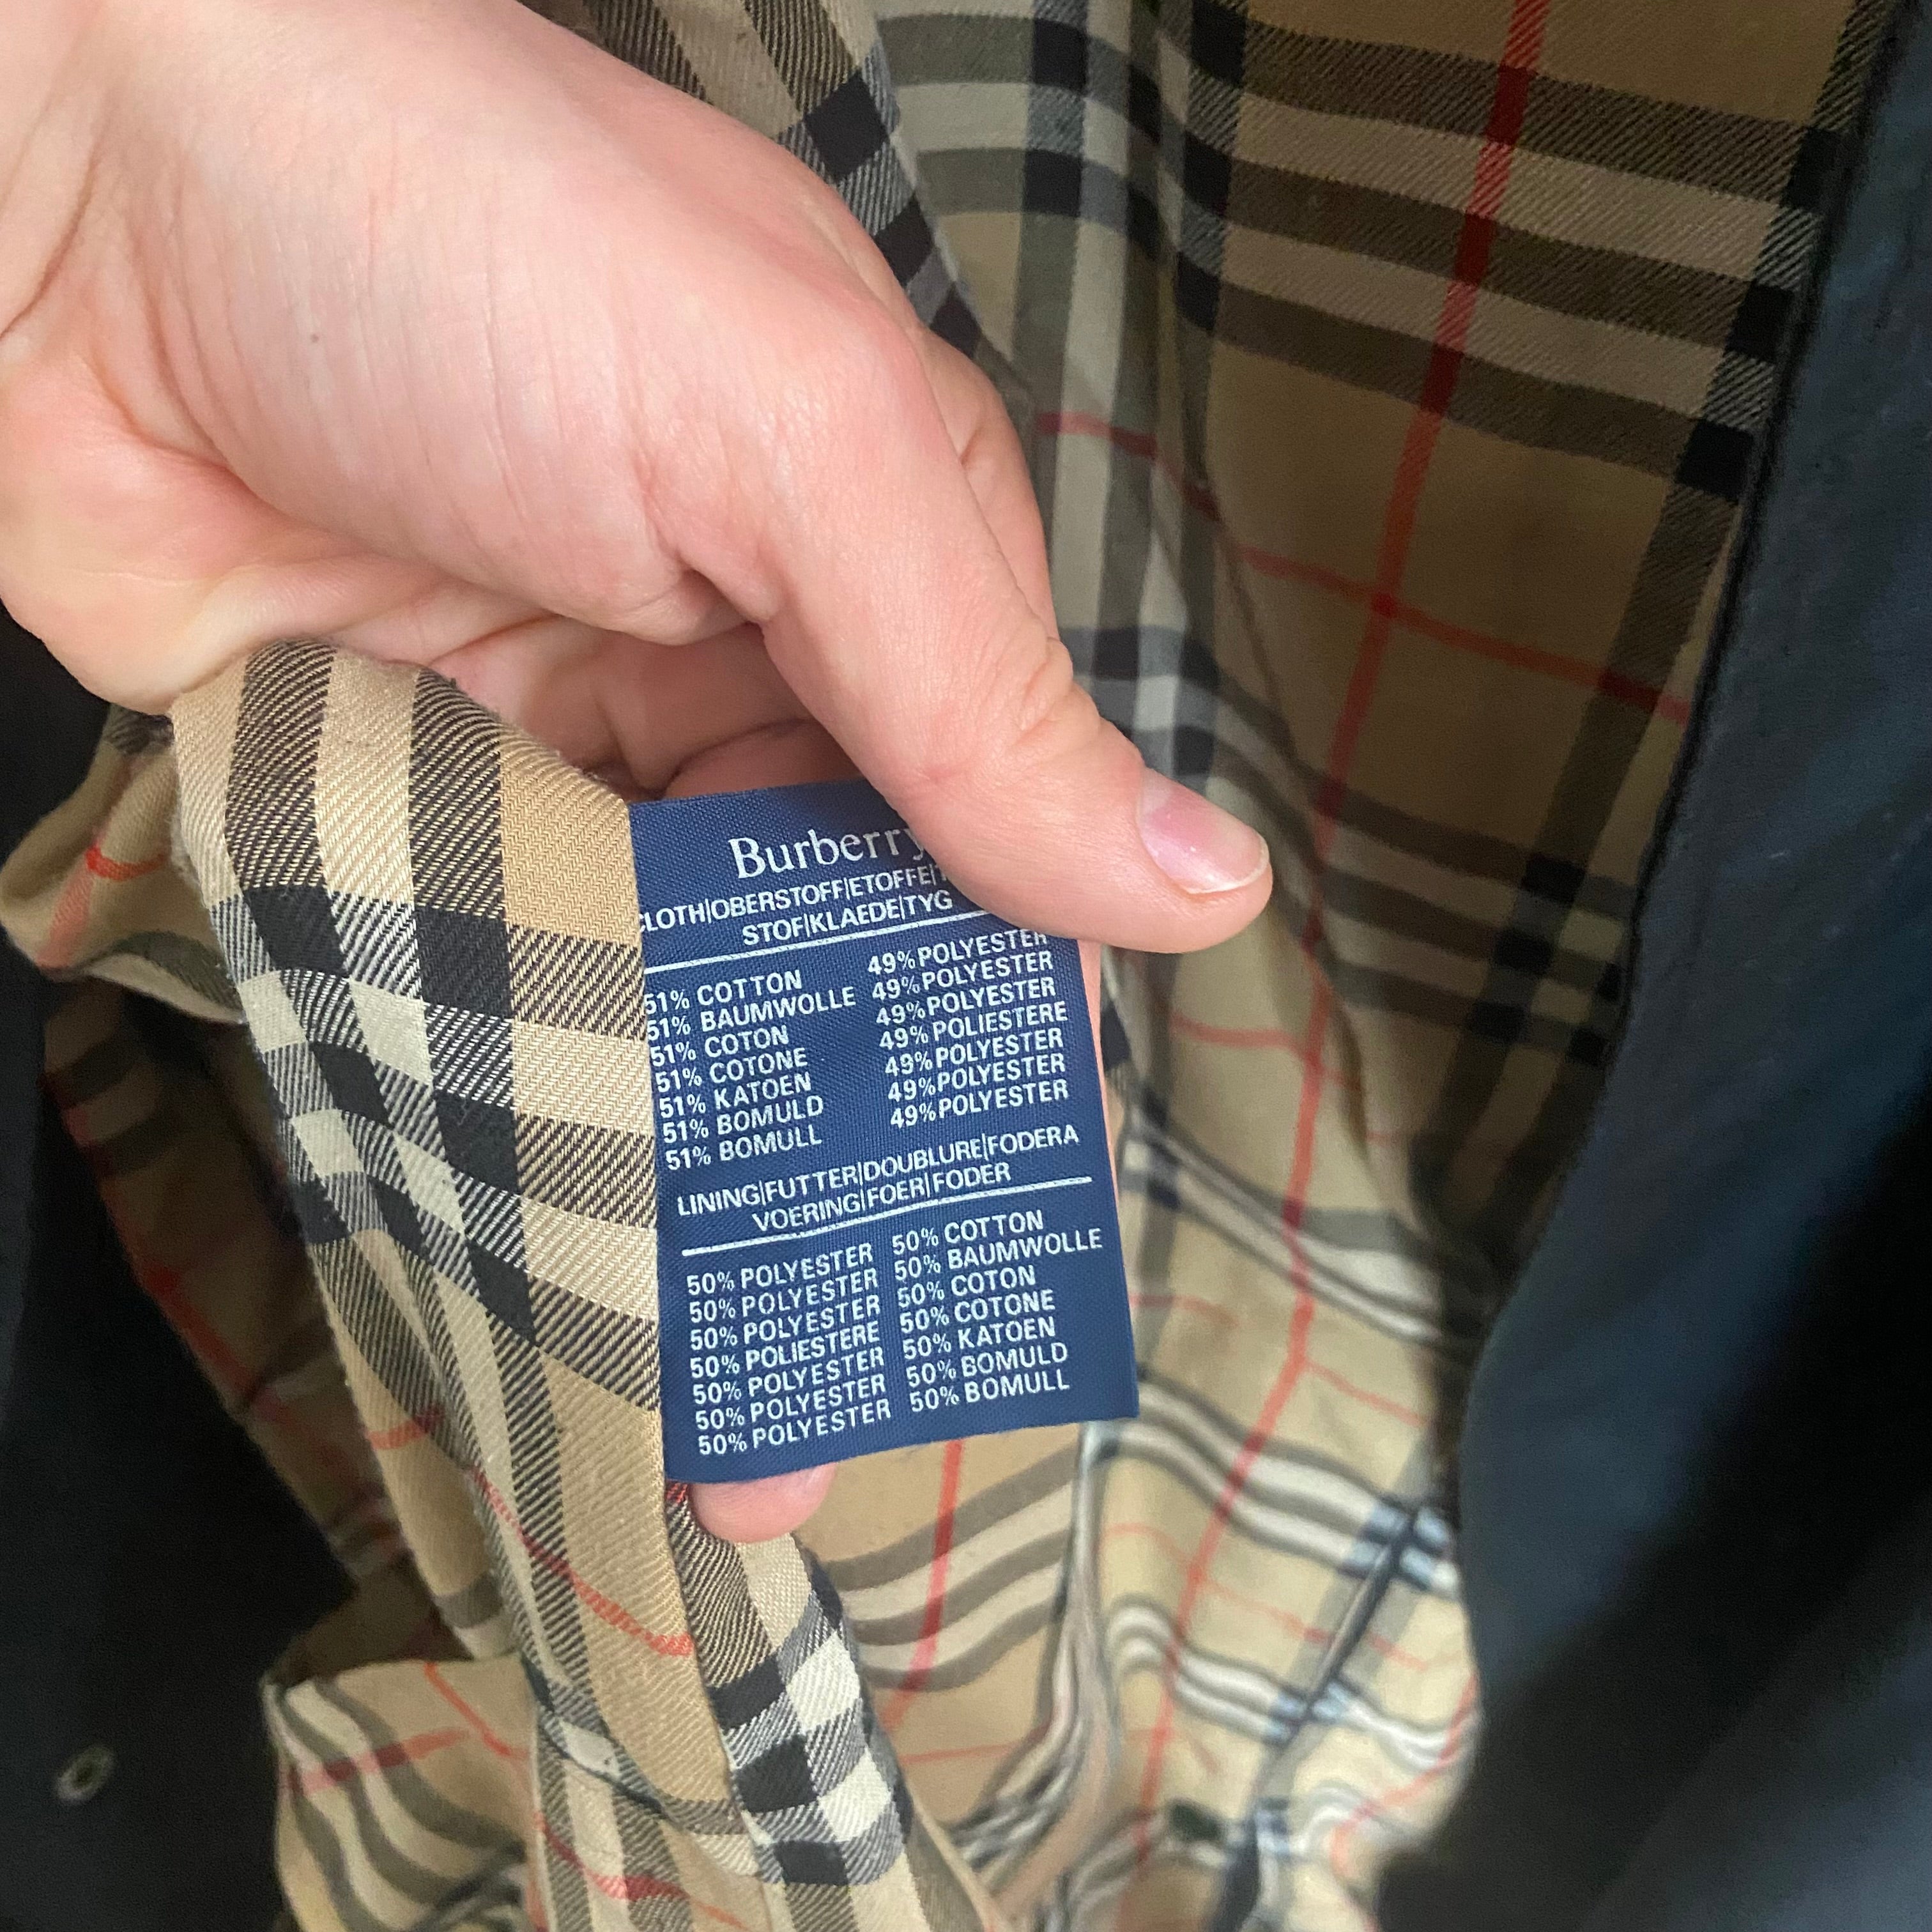 Burberry
CLOTH|OBERSTOFF|ETOFFE|
STOF|KLAEDE|TYG
51% COTTON 49% POLYESTER
51% BAUMWOLLE 49% POLYESTER
51% COTON 49% POLYESTER
51% COTONE 49% POLIESTERE
51% KATOEN 49% POLYESTER
51% BOMULD 49% POLYESTER
51% BOMULL 49% POLYESTER
LINING|FUTTER|DOUBLURE|FODERA
VOERING|FOER|FODER
50% POLYESTER 50% COTTON
50% POLYESTER 50% BAUMWOLLE
50% POLYESTER 50% COTON
50% POLIESTERE 50% COTONE
50% POLYESTER 50% KATOEN
50% POLYESTER 50% BOMULD
50% POLYESTER 50% BOMULL